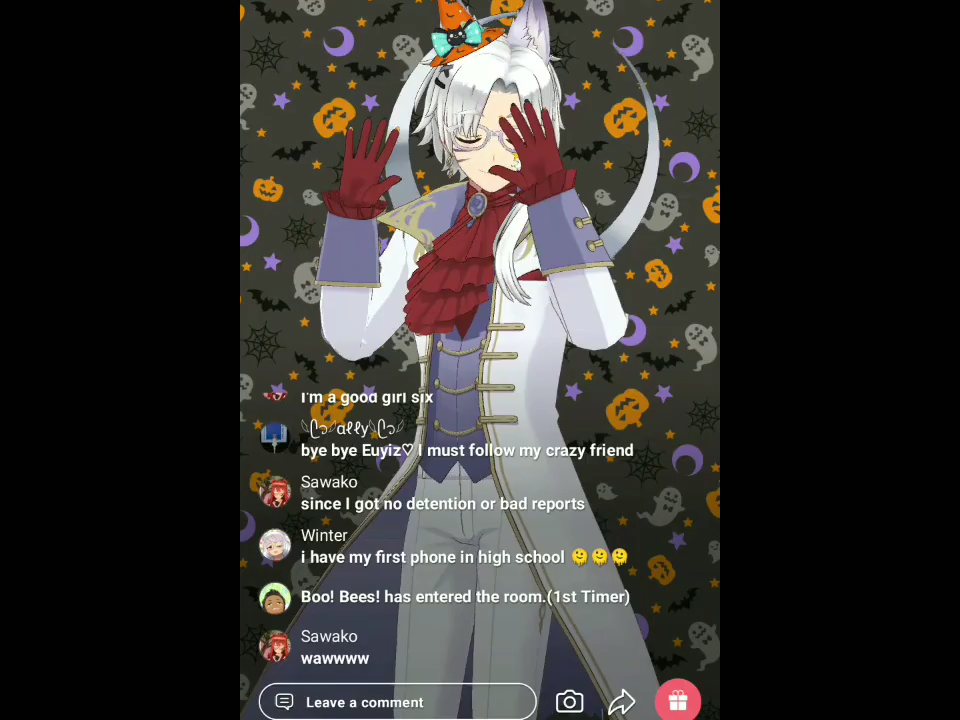 I'm a good girl six
αℓℓy
bye bye Euyiz♡ I must follow my crazy friend
Sawako
since I got no detention or bad reports
Winter
i have my first phone in high school 🫠🫠🫠
Boo! Bees! has entered the room.(1st Timer)
Sawako
wawwww
Leave a comment